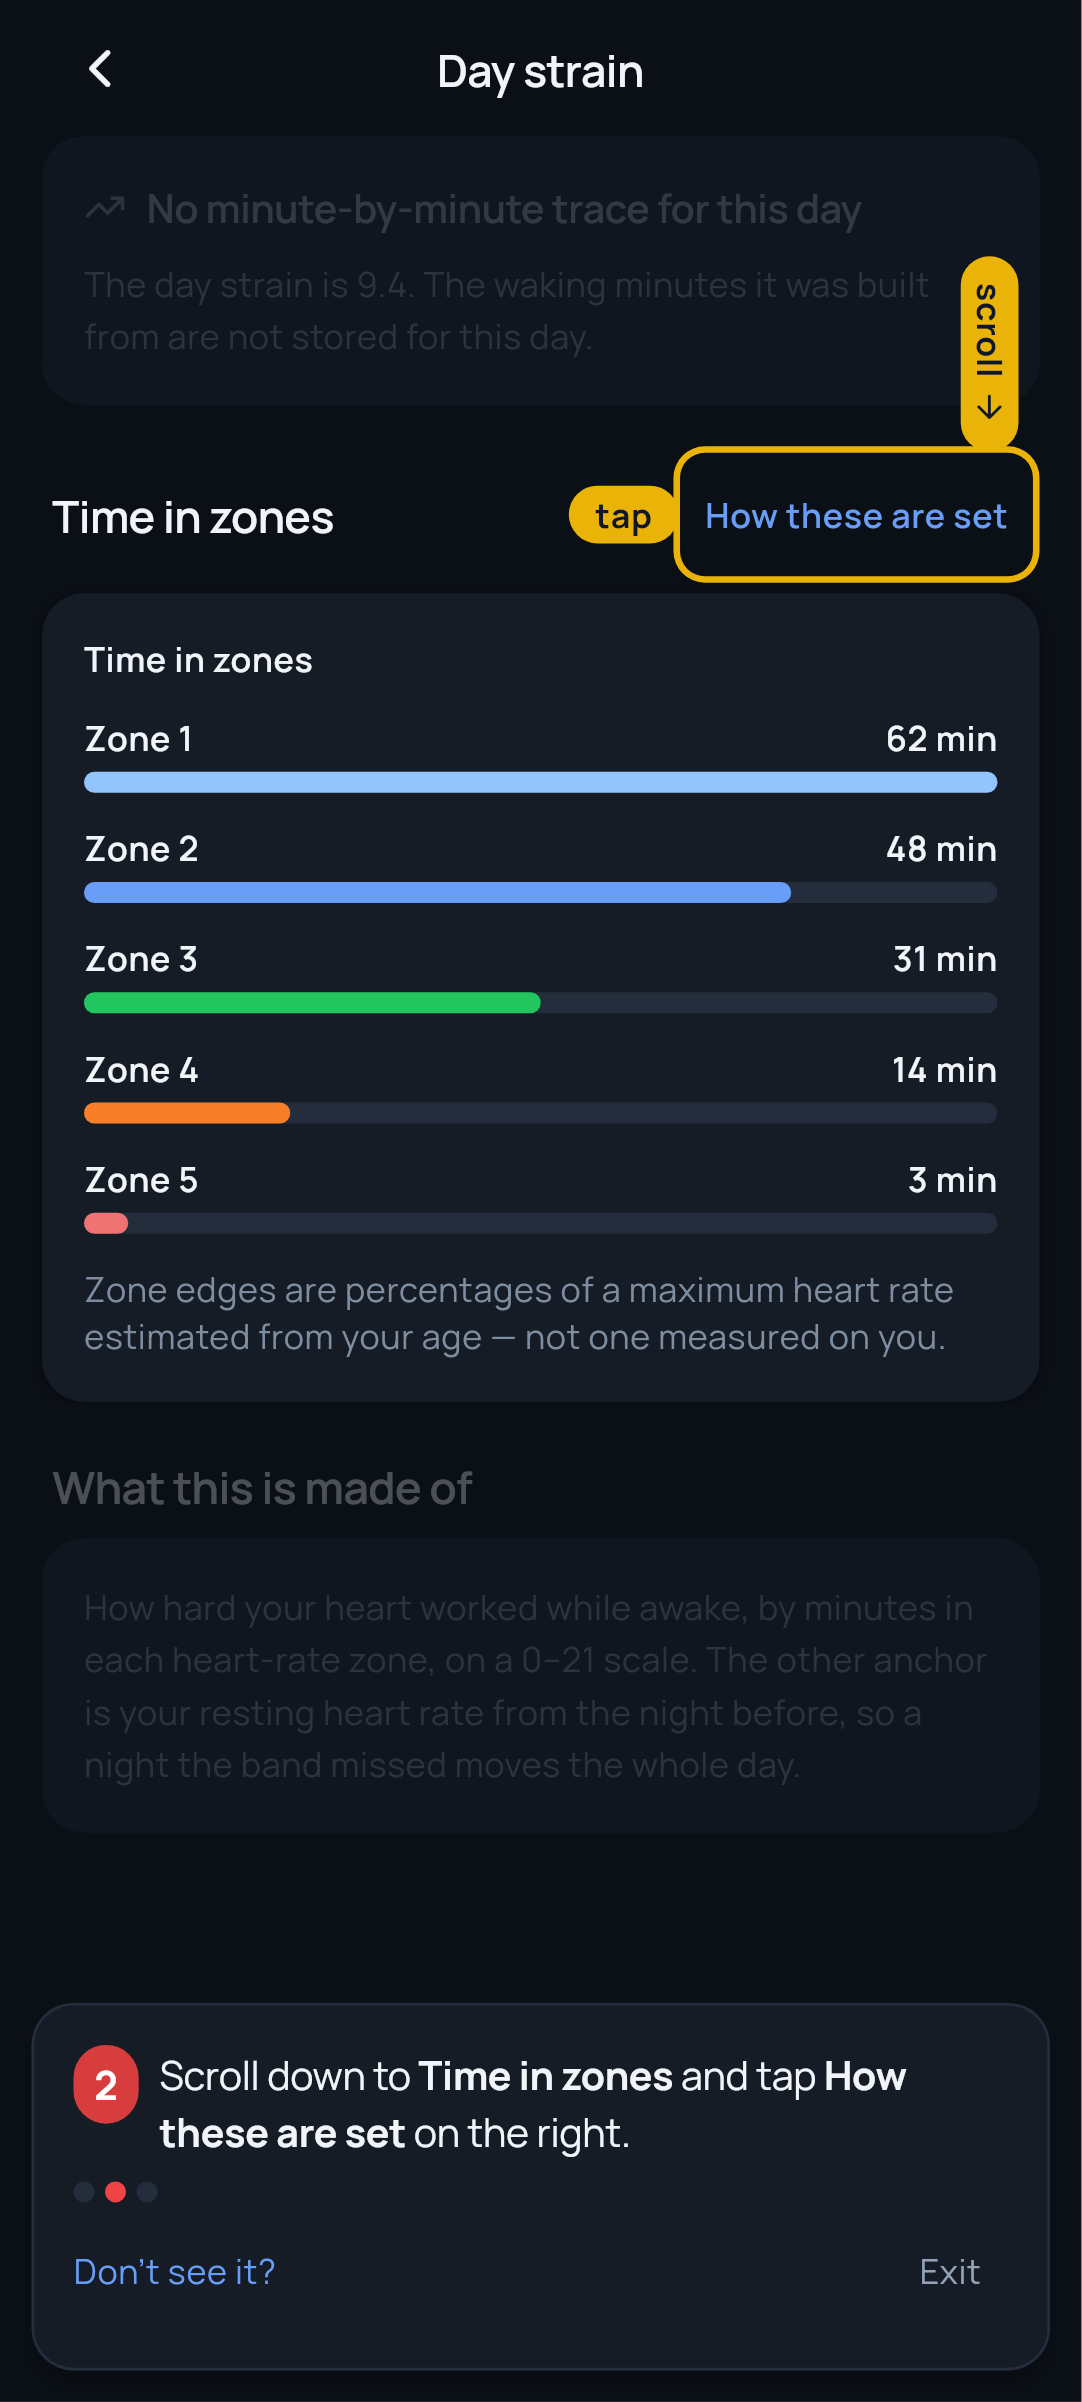 Day strain
No minute-by-minute trace for this day
The day strain is 9.4. The waking minutes it was built
from are not stored for this day.
scroll ↓
Time in zones
tap
How these are set
Time in zones
Zone 1
62 min
Zone 2
48 min
Zone 3
31 min
Zone 4
14 min
Zone 5
3 min
Zone edges are percentages of a maximum heart rate
estimated from your age — not one measured on you.
What this is made of
How hard your heart worked while awake, by minutes in
each heart-rate zone, on a 0–21 scale. The other anchor
is your resting heart rate from the night before, so a
night the band missed moves the whole day.
2
Scroll down to Time in zones and tap How
these are set on the right.
Don't see it?
Exit